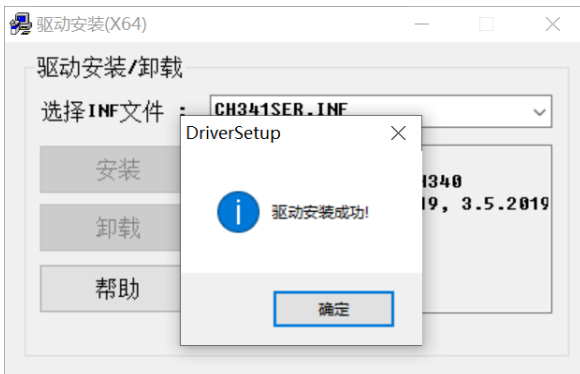 驱动安装(X64)
驱动安装/卸载
选择INF文件 :
CH341SER.INF
DriverSetup
安装
卸载
帮助
驱动安装成功!
确定
H340
19, 3.5.2019